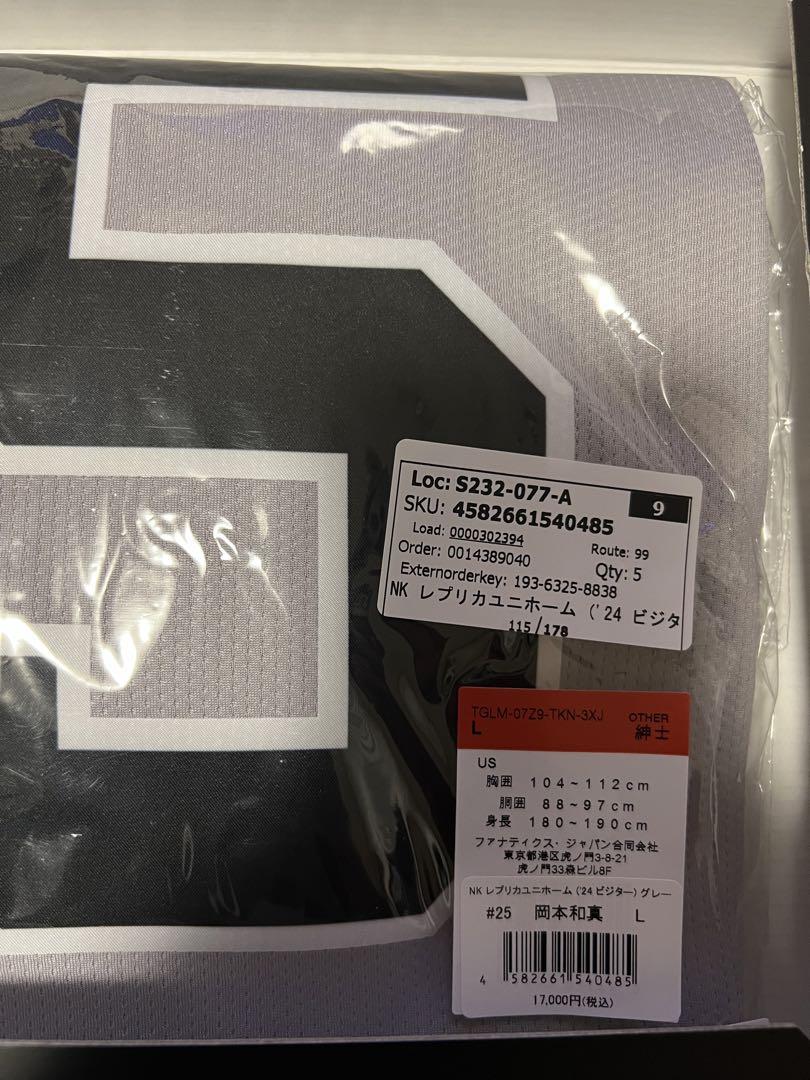 Loc: S232-077-A
9
SKU: 4582661540485
Load: 0000302394
Route: 99
Order: 0014389040
Qty: 5
Externorderkey: 193-6325-8838
NK レプリカユニホーム ('24 ビジタ
115/178
TGLM-07Z9-TKN-3XJ
OTHER
L
紳士
US
胸囲 104~112cm
胴囲 88~97cm
身長 180~190cm
ファナティクス・ジャパン合同会社
東京都港区虎ノ門3-8-21
虎ノ門33森ビル8F
NK レプリカユニホーム ('24 ビジター) グレー
#25 岡本和真 L
4 582661 540485
17,000円(税込)